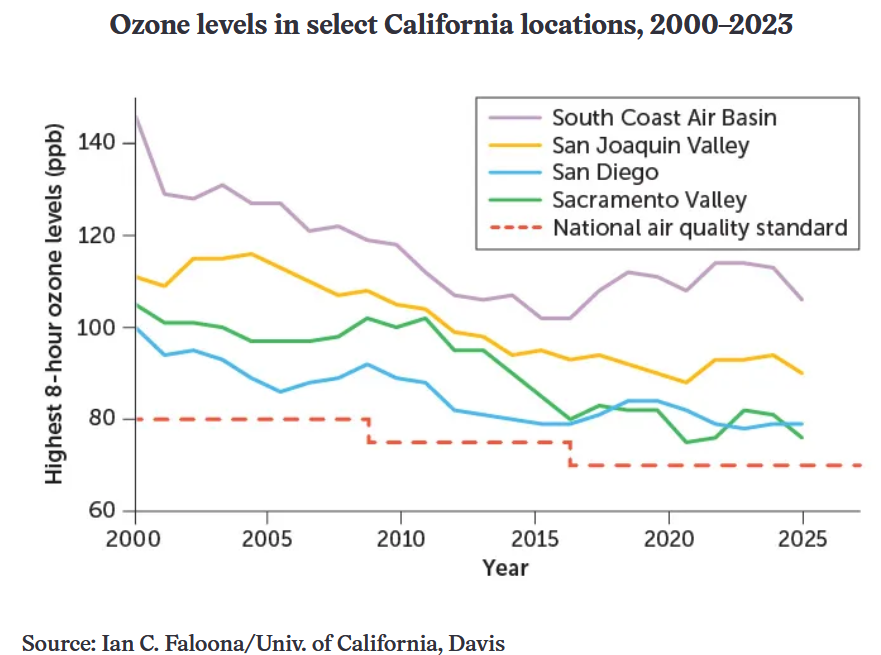 Ozone levels in select California locations, 2000–2023
Highest 8-hour ozone levels (ppb)
140
120
100
80
60
South Coast Air Basin
San Joaquin Valley
San Diego
Sacramento Valley
National air quality standard
2000 2005 2010 2015 2020 2025
Year
Source: Ian C. Faloona/Univ. of California, Davis